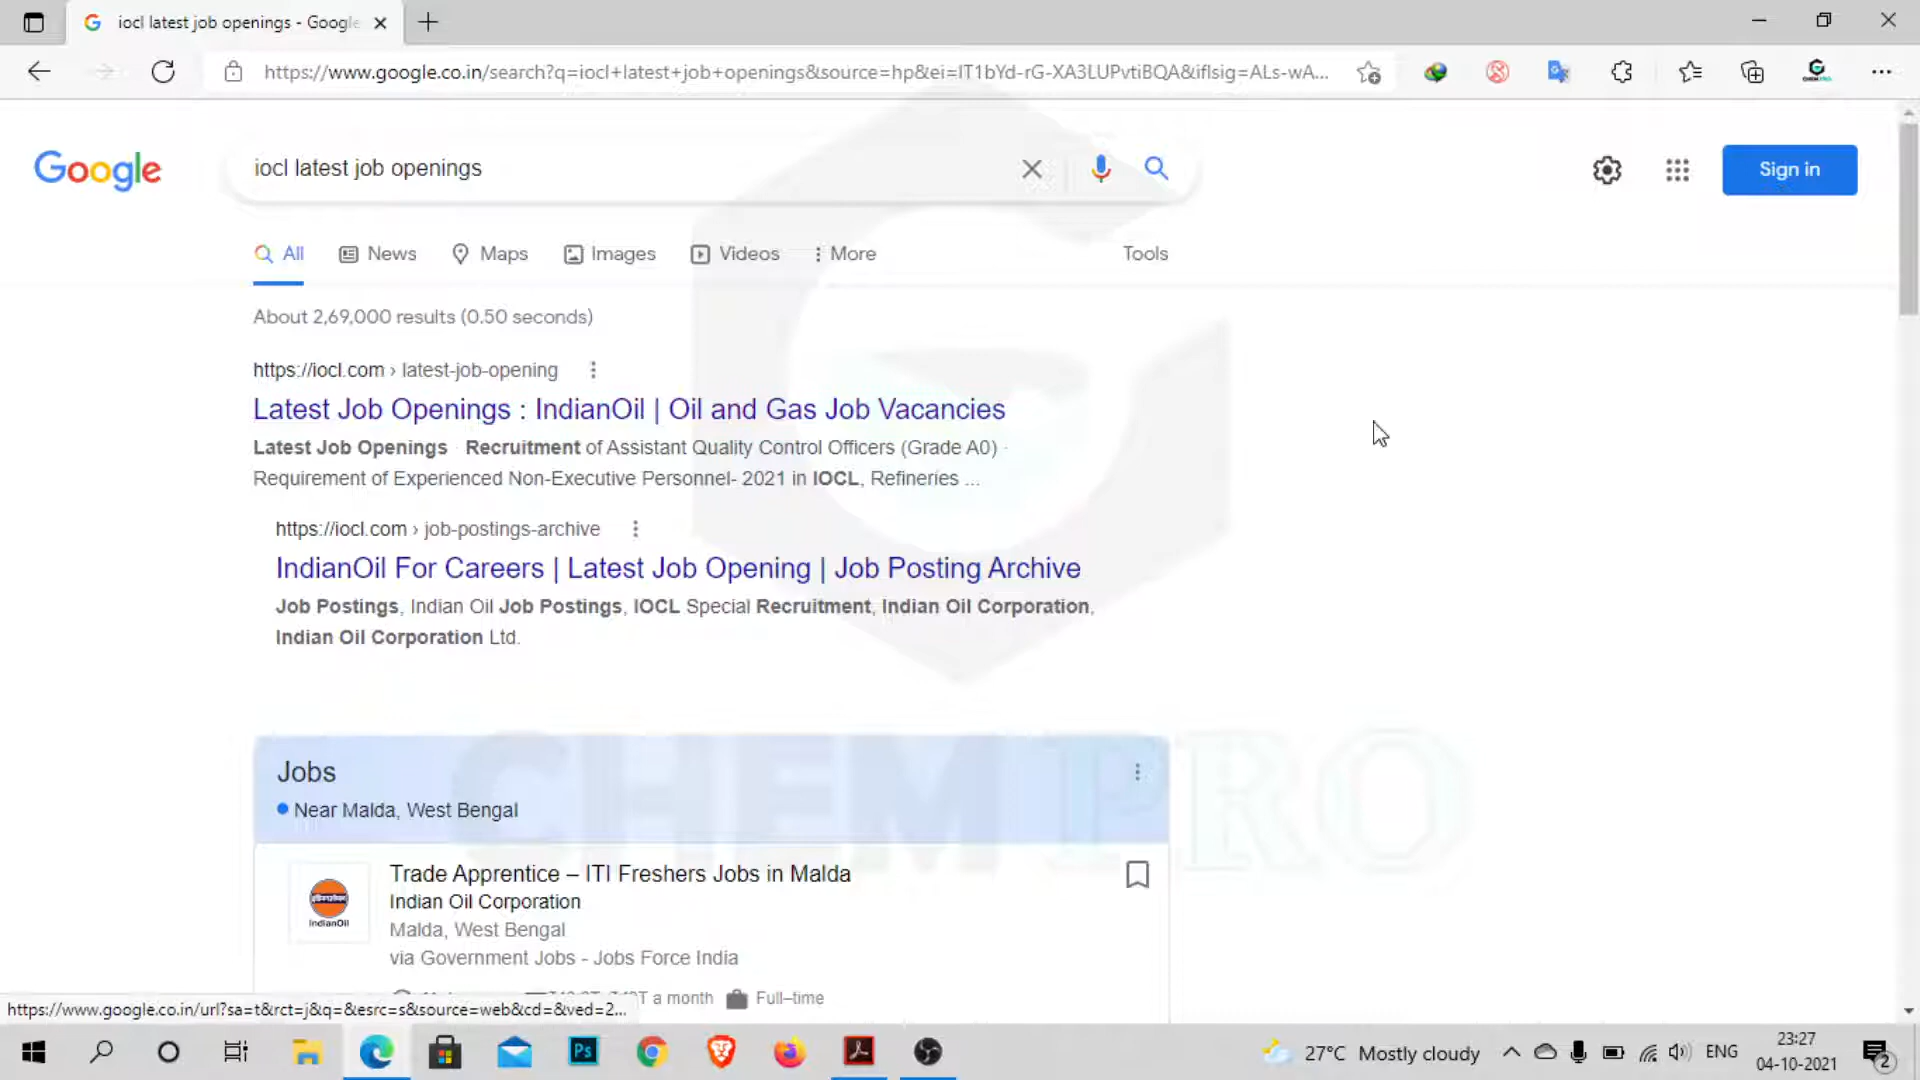 iocl latest job openings - Google
https://www.google.co.in/search?q=iocl+latest+job+openings&source=hp&ei=IT1bYd-rG-XA3LUPvtiBQA&iflsig=ALs-wA...
Google
iocl latest job openings
Sign in
All
News
Maps
Images
Videos
More
Tools
About 2,69,000 results (0.50 seconds)
https://iocl.com › latest-job-opening
Latest Job Openings : IndianOil | Oil and Gas Job Vacancies
Latest Job Openings · Recruitment of Assistant Quality Control Officers (Grade A0) ·
Requirement of Experienced Non-Executive Personnel- 2021 in IOCL, Refineries ...
https://iocl.com › job-postings-archive
IndianOil For Careers | Latest Job Opening | Job Posting Archive
Job Postings, Indian Oil Job Postings, IOCL Special Recruitment, Indian Oil Corporation,
Indian Oil Corporation Ltd.
CHEM PRO
Jobs
Near Malda, West Bengal
Trade Apprentice – ITI Freshers Jobs in Malda
Indian Oil Corporation
Malda, West Bengal
via Government Jobs - Jobs Force India
IndianOil
a month
Full-time
https://www.google.co.in/url?sa=t&rct=j&q=&esrc=s&source=web&cd=&ved=2...
Ps
27°C Mostly cloudy
ENG
23:27
04-10-2021
2